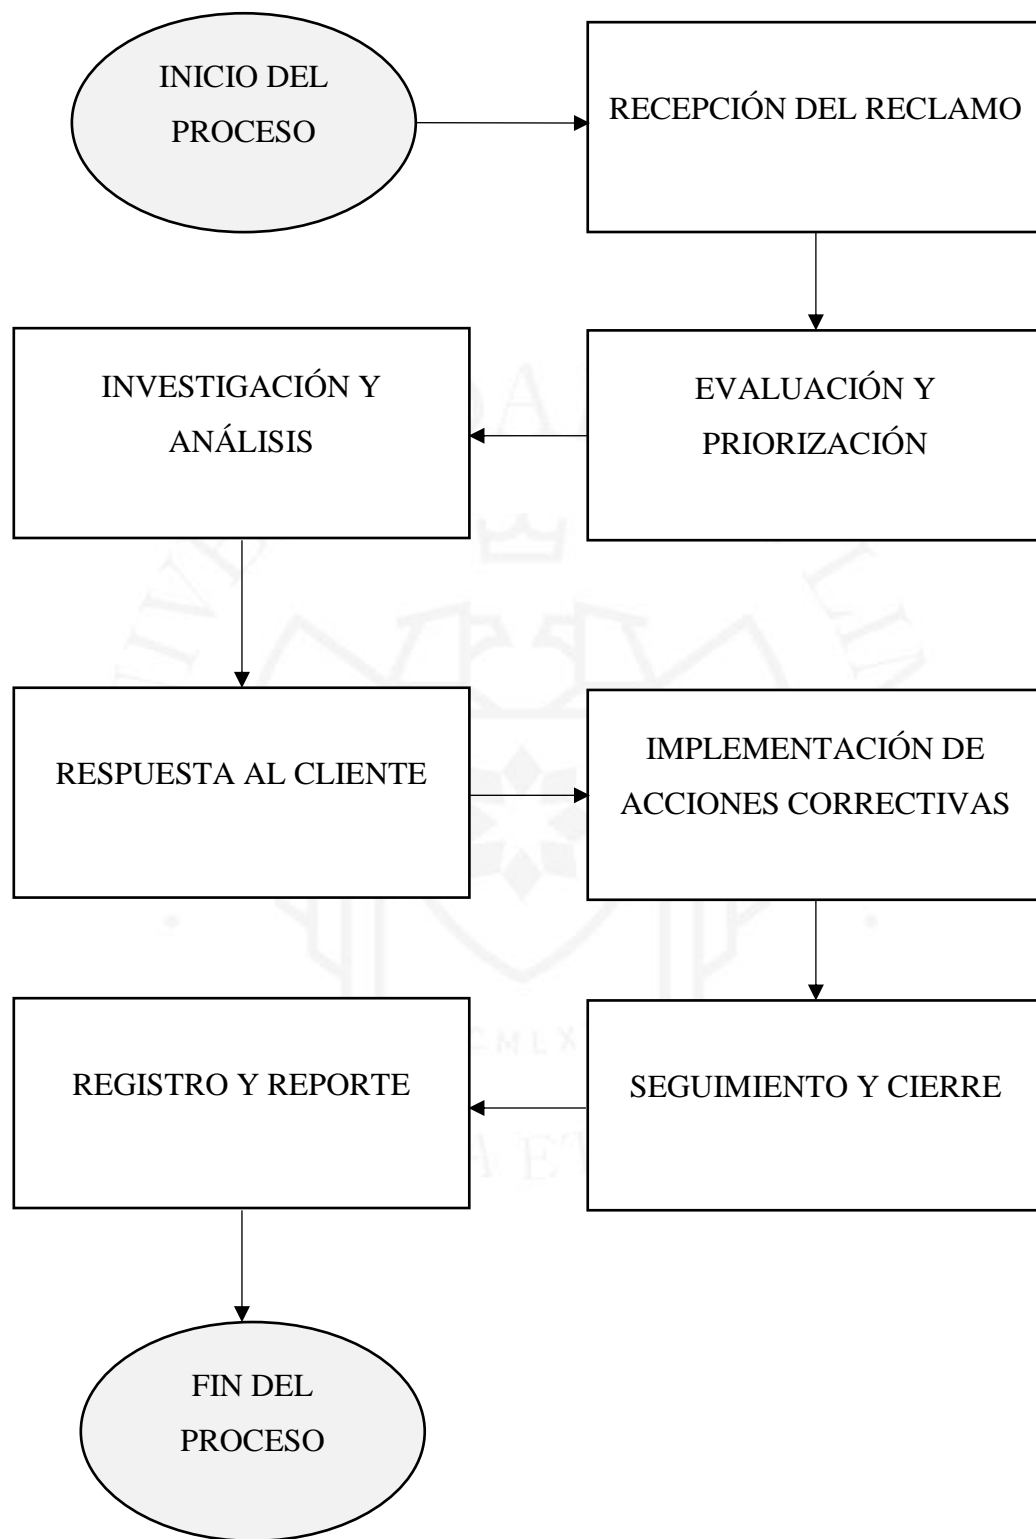 INICIO DEL
PROCESO
RECEPCIÓN DEL RECLAMO
EVALUACIÓN Y
PRIORIZACIÓN
INVESTIGACIÓN Y
ANÁLISIS
RESPUESTA AL CLIENTE
IMPLEMENTACIÓN DE
ACCIONES CORRECTIVAS
SEGUIMIENTO Y CIERRE
REGISTRO Y REPORTE
FIN DEL
PROCESO